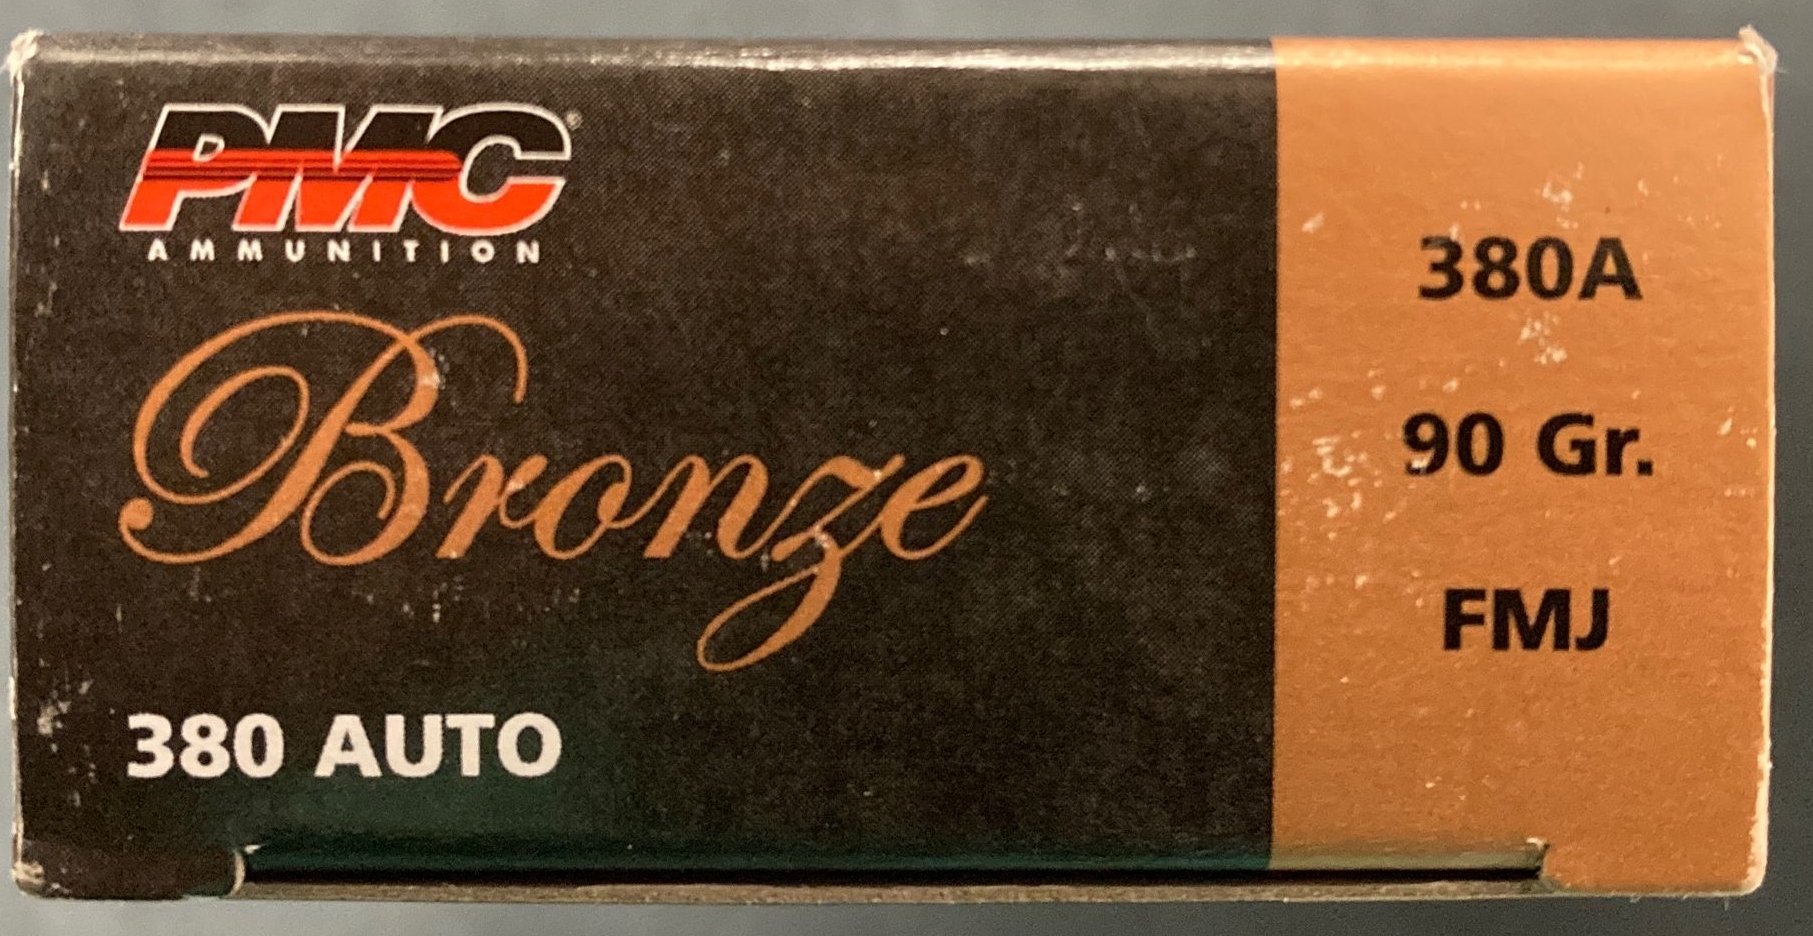 PMC®
AMMUNITION
Bronze
380 AUTO
380A
90 Gr.
FMJ